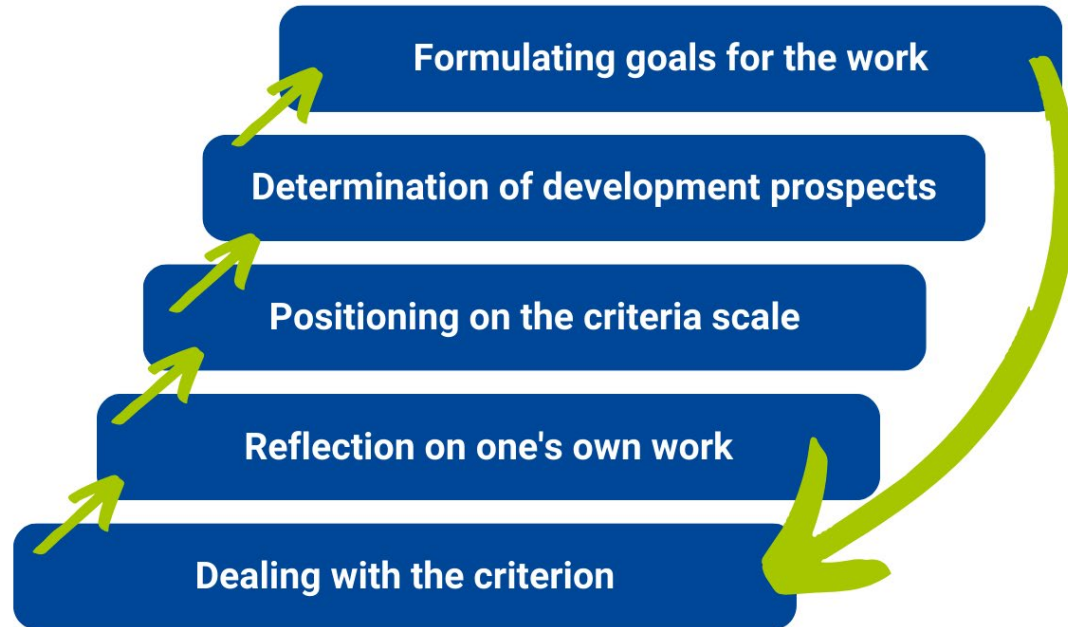 Formulating goals for the work
Determination of development prospects
Positioning on the criteria scale
Reflection on one's own work
Dealing with the criterion